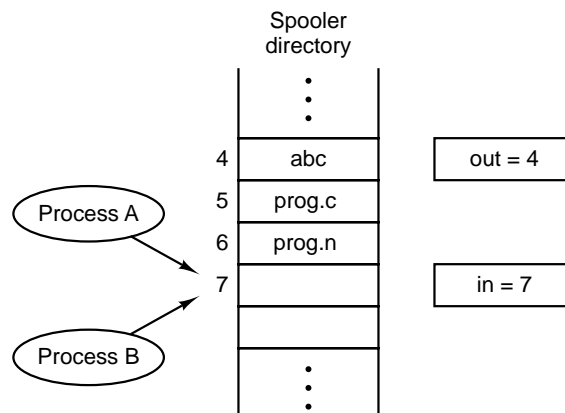 Spooler
directory
4 abc out = 4
Process A 5 prog.c
6 prog.n
7 in = 7
Process B